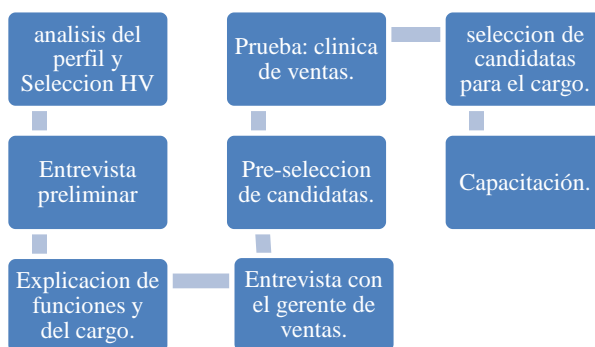 analisis del
perfil y
Seleccion HV
Entrevista
preliminar
Explicacion de
funciones y
del cargo.
Entrevista con
el gerente de
ventas.
Pre-seleccion
de candidatas.
Prueba: clinica
de ventas.
seleccion de
candidatas
para el cargo.
Capacitación.